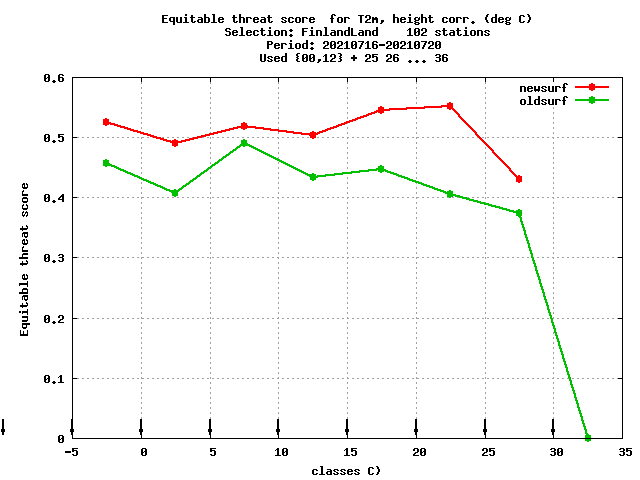 Equitable threat score  for T2m, height corr. (deg C)
Selection: FinlandLand    102 stations
Period: 20210716-20210720
Used {00,12} + 25 26 ... 36
newsurf
oldsurf
Equitable threat score
0.6
0.5
0.4
0.3
0.2
0.1
0
-5 0 5 10 15 20 25 30 35
classes C)